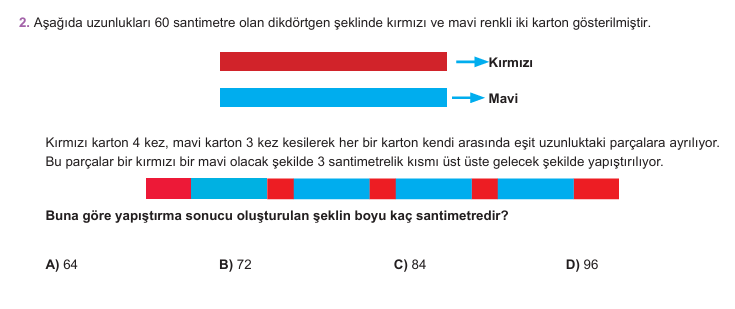 2. Aşağıda uzunlukları 60 santimetre olan dikdörtgen şeklinde kırmızı ve mavi renkli iki karton gösterilmiştir.
Kırmızı
Mavi
Kırmızı karton 4 kez, mavi karton 3 kez kesilerek her bir karton kendi arasında eşit uzunluktaki parçalara ayrılıyor.
Bu parçalar bir kırmızı bir mavi olacak şekilde 3 santimetrelik kısmı üst üste gelecek şekilde yapıştırılıyor.
Buna göre yapıştırma sonucu oluşturulan şeklin boyu kaç santimetredir?
A) 64 B) 72 C) 84 D) 96